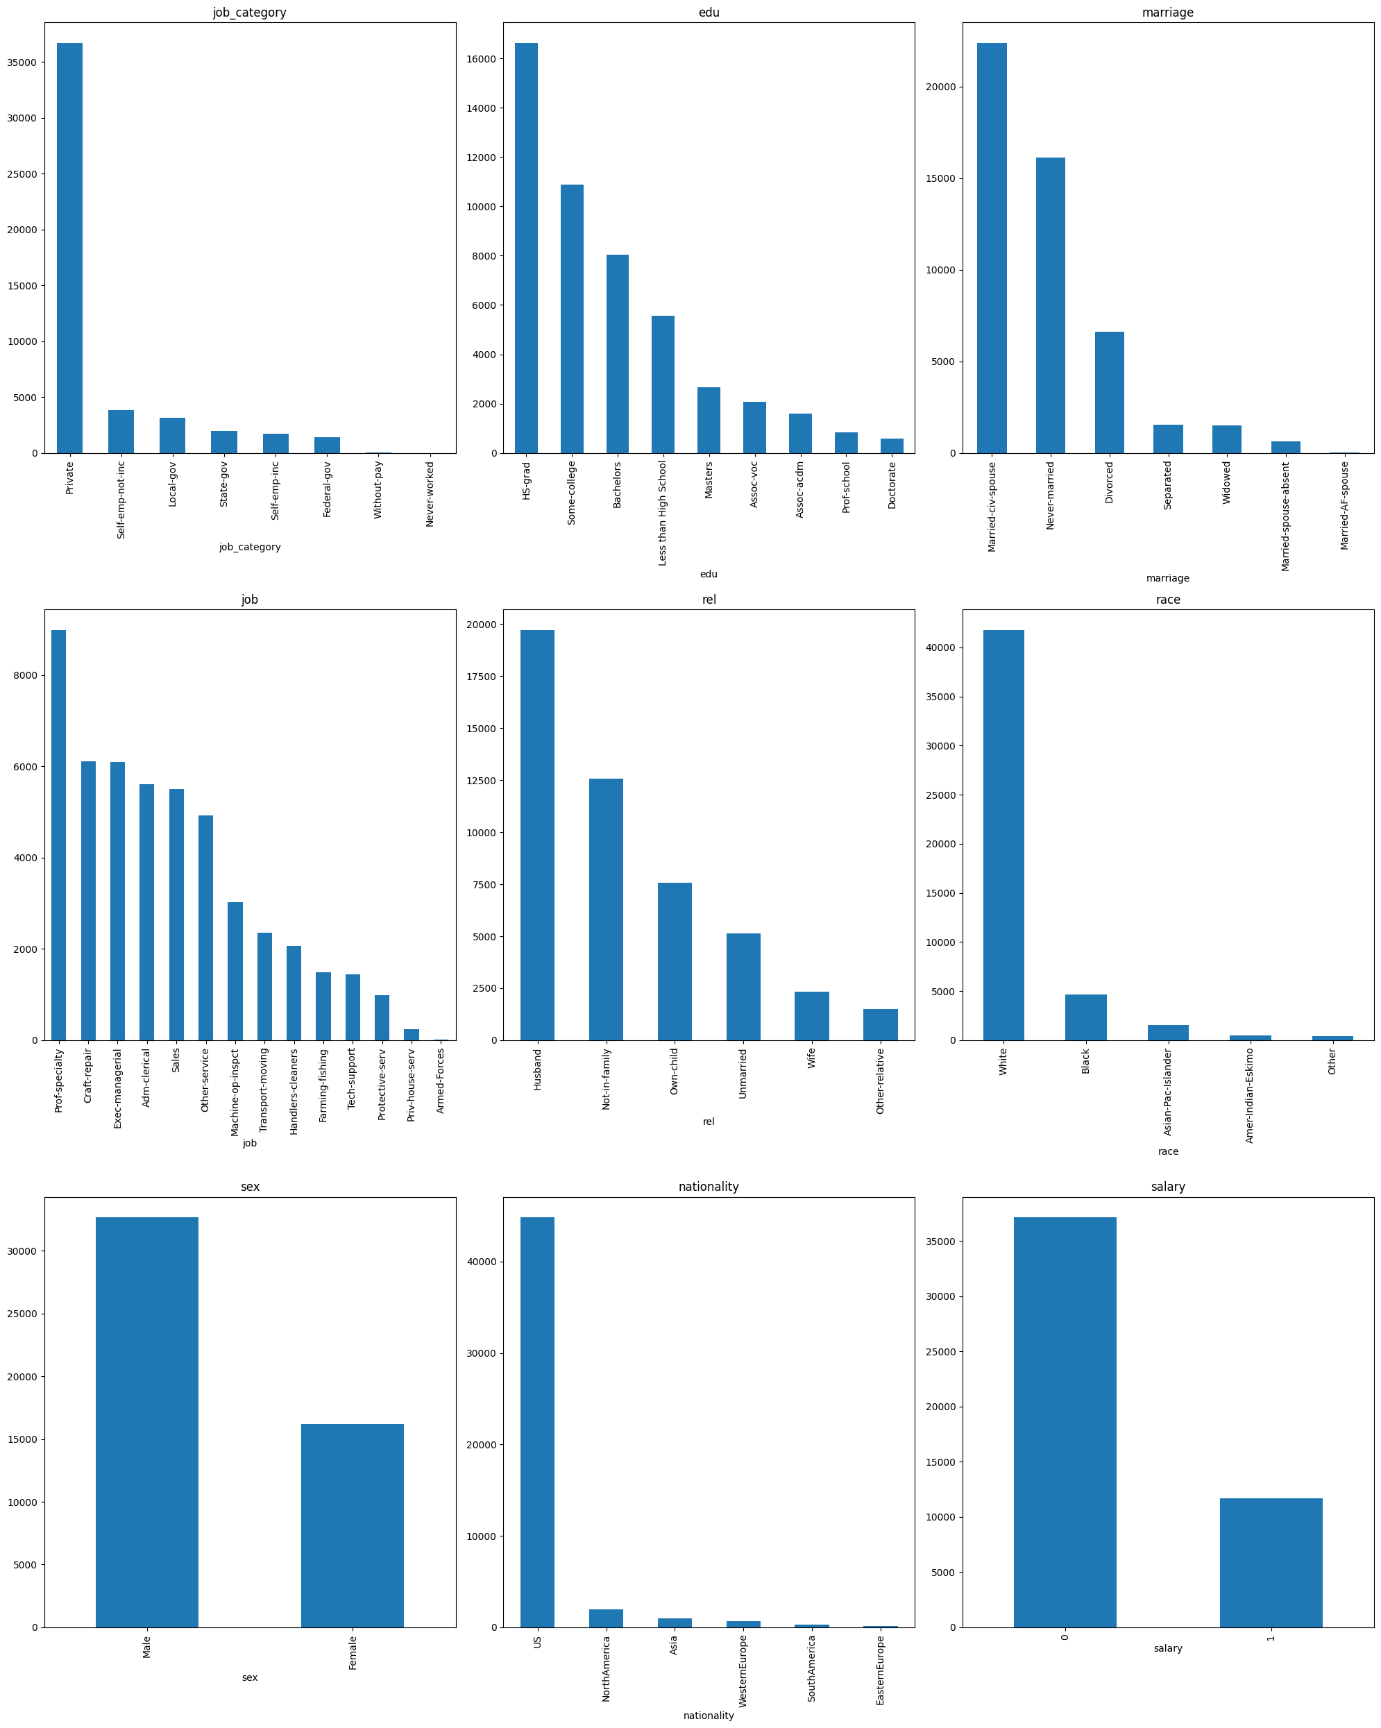 job_category
35000
30000
25000
20000
15000
10000
5000
0
Private
Self-emp-not-inc
Local-gov
State-gov
Self-emp-inc
Federal-gov
Without-pay
Never-worked
job_category
edu
16000
14000
12000
10000
8000
6000
4000
2000
0
HS-grad
Some-college
Bachelors
Less than High School
Masters
Assoc-voc
Assoc-acdm
Prof-school
Doctorate
edu
marriage
20000
15000
10000
5000
0
Married-civ-spouse
Never-married
Divorced
Separated
Widowed
Married-spouse-absent
Married-AF-spouse
marriage
job
8000
6000
4000
2000
0
Prof-specialty
Craft-repair
Exec-managerial
Adm-clerical
Sales
Other-service
Machine-op-inspct
Transport-moving
Handlers-cleaners
Farming-fishing
Tech-support
Protective-serv
Priv-house-serv
Armed-Forces
job
rel
20000
17500
15000
12500
10000
7500
5000
2500
0
Husband
Not-in-family
Own-child
Unmarried
Wife
Other-relative
rel
race
40000
35000
30000
25000
20000
15000
10000
5000
0
White
Black
Asian-Pac-Islander
Amer-Indian-Eskimo
Other
race
sex
30000
25000
20000
15000
10000
5000
0
Male
Female
sex
nationality
40000
30000
20000
10000
0
US
NorthAmerica
Asia
WesternEurope
SouthAmerica
EasternEurope
nationality
salary
35000
30000
25000
20000
15000
10000
5000
0
0
1
salary